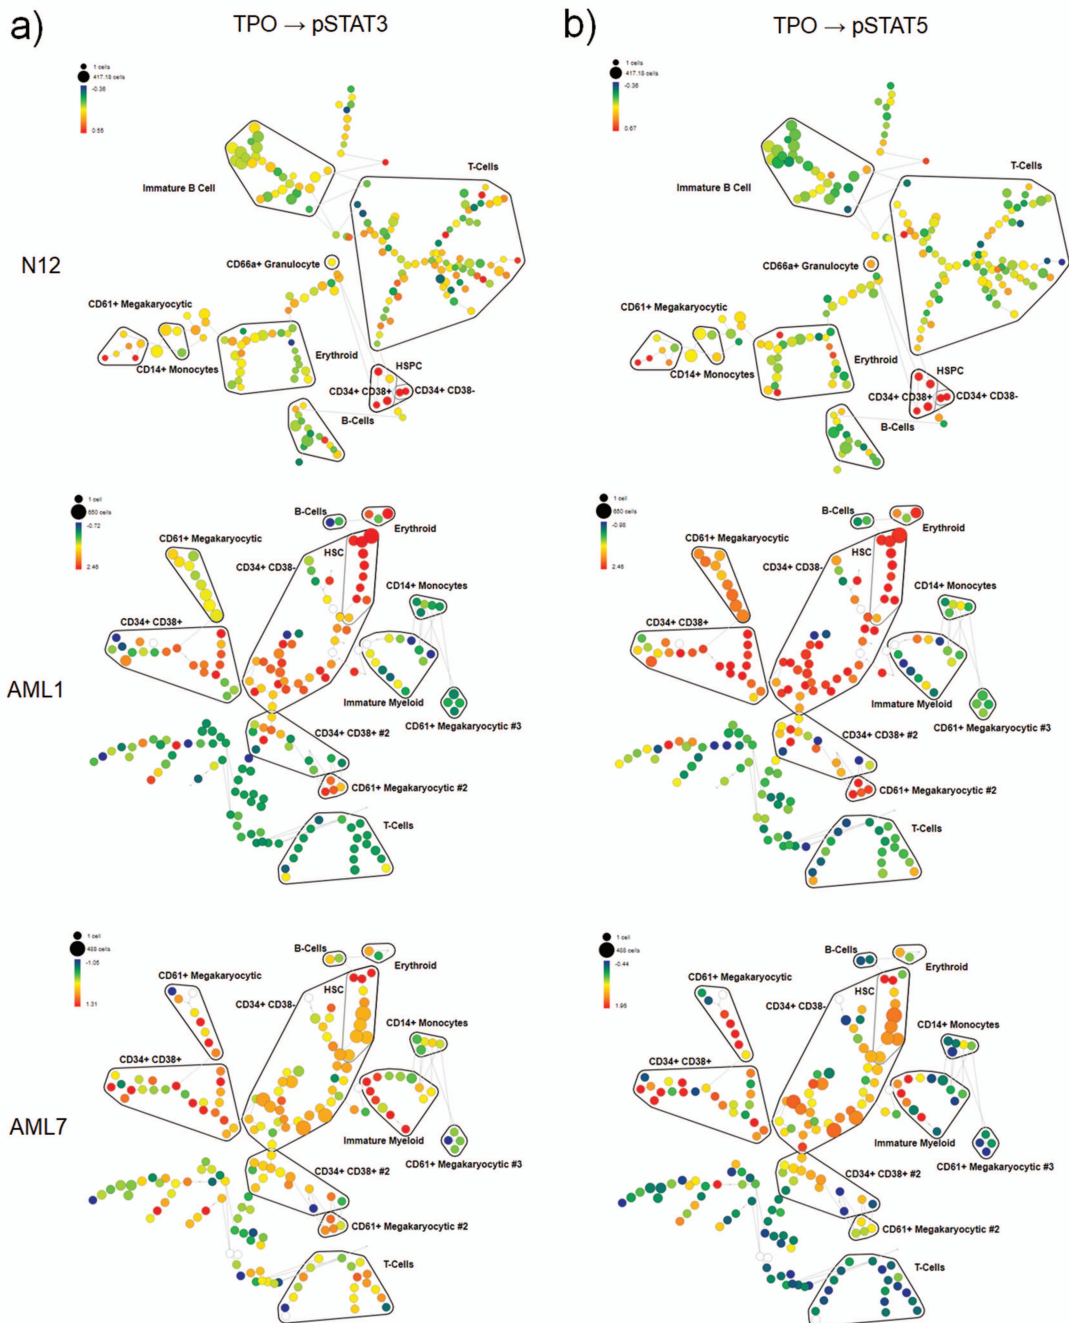 a)
TPO → pSTAT3
b)
TPO → pSTAT5
N12
1 cells
417.18 cells
-0.36
0.55
Immature B Cell
T-Cells
CD66a+ Granulocyte
CD61+ Megakaryocytic
CD14+ Monocytes
Erythroid
HSPC
CD34+ CD38+
CD34+ CD38-
B-Cells
1 cells
417.18 cells
-0.36
0.67
Immature B Cell
T-Cells
CD66a+ Granulocyte
CD61+ Megakaryocytic
CD14+ Monocytes
Erythroid
HSPC
CD34+ CD38+
CD34+ CD38-
B-Cells
AML1
1 cell
650 cells
-0.72
2.46
B-Cells
Erythroid
CD61+ Megakaryocytic
HSC
CD34+ CD38-
CD14+ Monocytes
CD34+ CD38+
Immature Myeloid
CD61+ Megakaryocytic #3
CD34+ CD38+ #2
CD61+ Megakaryocytic #2
T-Cells
1 cell
650 cells
-0.86
2.46
B-Cells
Erythroid
CD61+ Megakaryocytic
HSC
CD34+ CD38-
CD14+ Monocytes
CD34+ CD38+
Immature Myeloid
CD61+ Megakaryocytic #3
CD34+ CD38+ #2
CD61+ Megakaryocytic #2
T-Cells
AML7
1 cell
488 cells
-1.05
1.31
B-Cells
Erythroid
CD61+ Megakaryocytic
HSC
CD34+ CD38-
CD14+ Monocytes
CD34+ CD38+
Immature Myeloid
CD61+ Megakaryocytic #3
CD34+ CD38+ #2
CD61+ Megakaryocytic #2
T-Cells
1 cell
488 cells
-0.44
1.96
B-Cells
Erythroid
CD61+ Megakaryocytic
HSC
CD34+ CD38-
CD14+ Monocytes
CD34+ CD38+
Immature Myeloid
CD61+ Megakaryocytic #3
CD34+ CD38+ #2
CD61+ Megakaryocytic #2
T-Cells